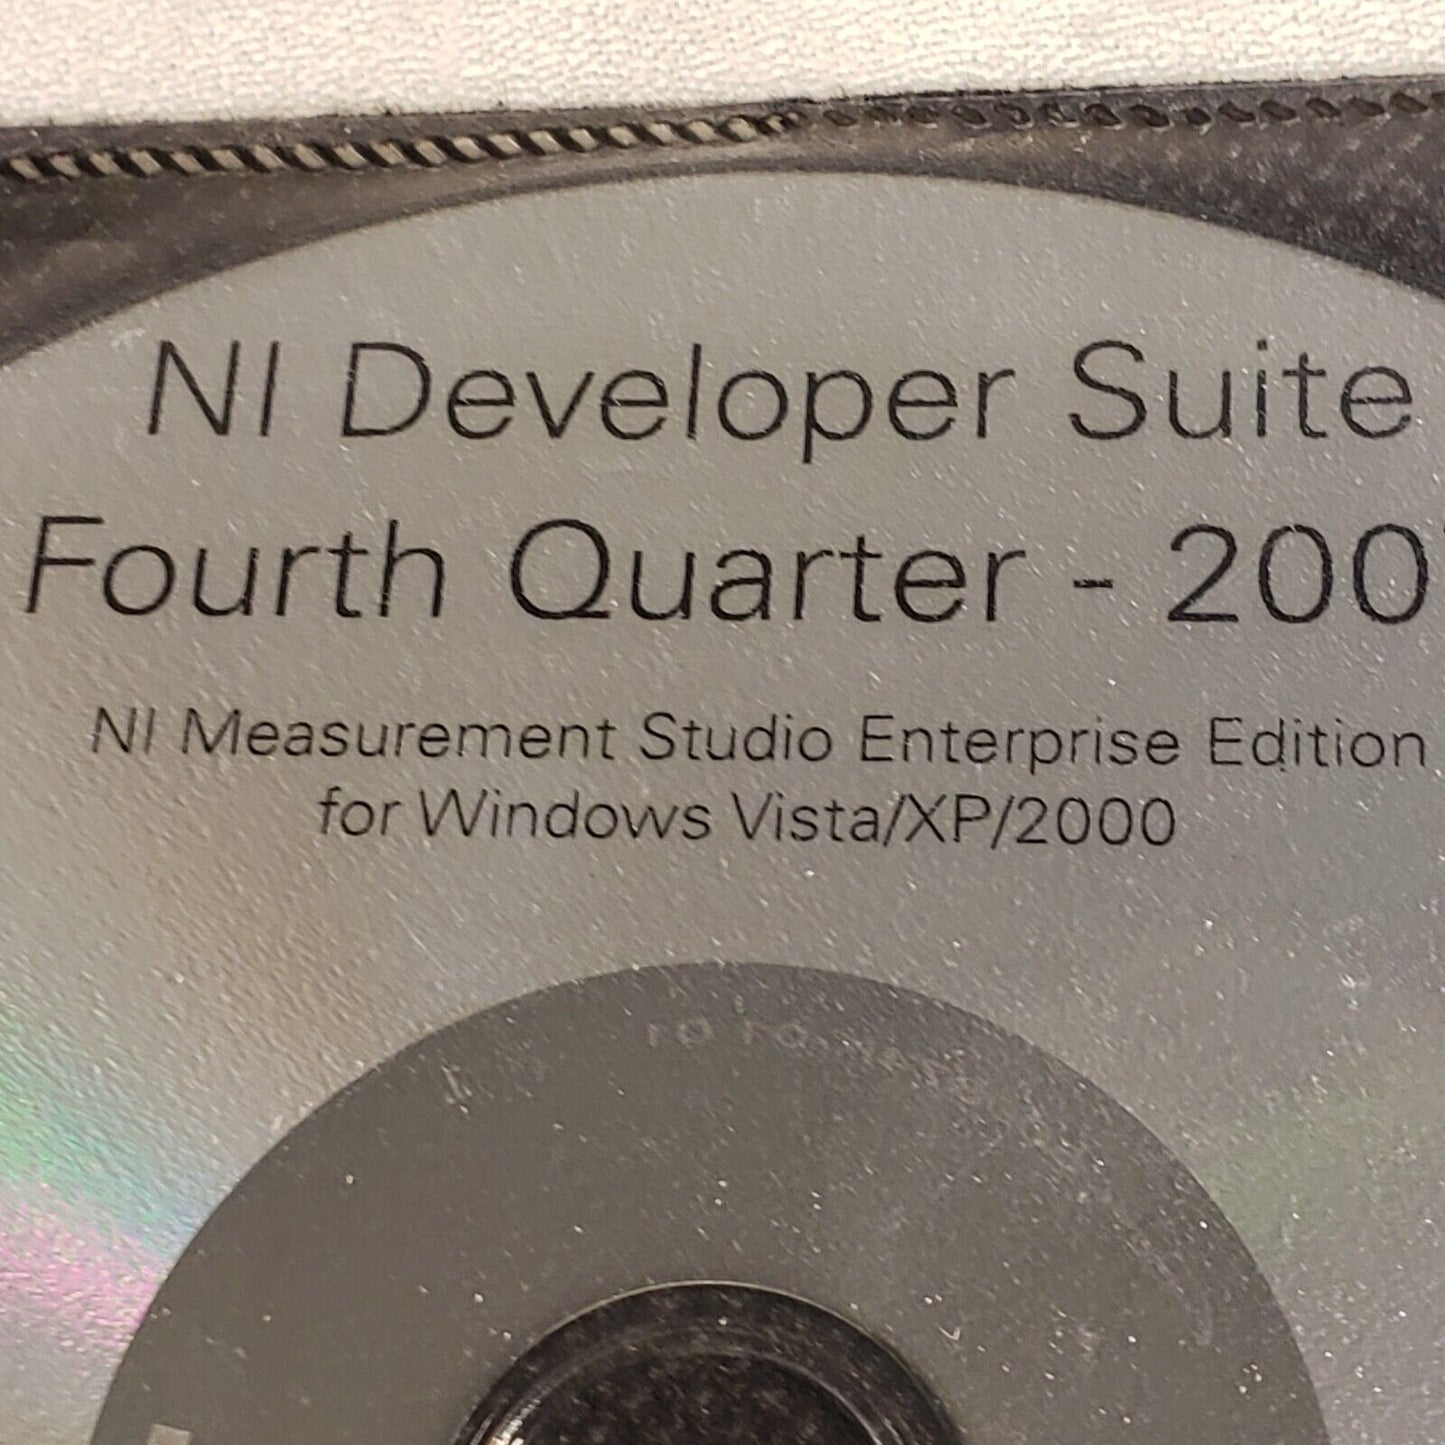 NI Developer Suite
Fourth Quarter - 200
NI Measurement Studio Enterprise Edition
for Windows Vista/XP/2000